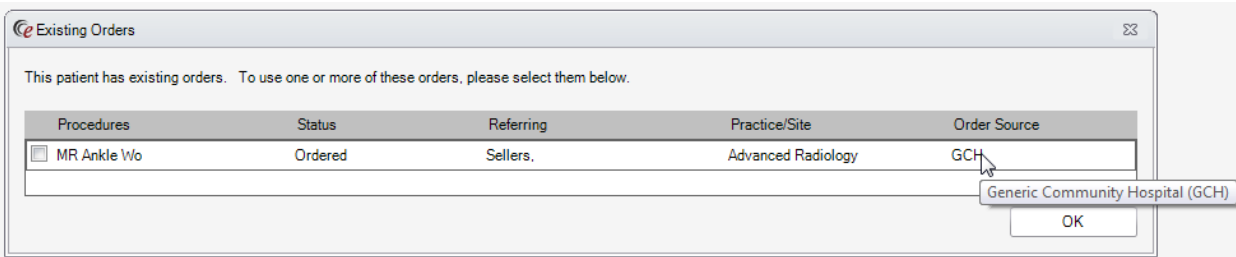 Existing Orders
This patient has existing orders. To use one or more of these orders, please select them below.
Procedures Status Referring Practice/Site Order Source
MR Ankle Wo Ordered Sellers, Advanced Radiology GCH
Generic Community Hospital (GCH)
OK